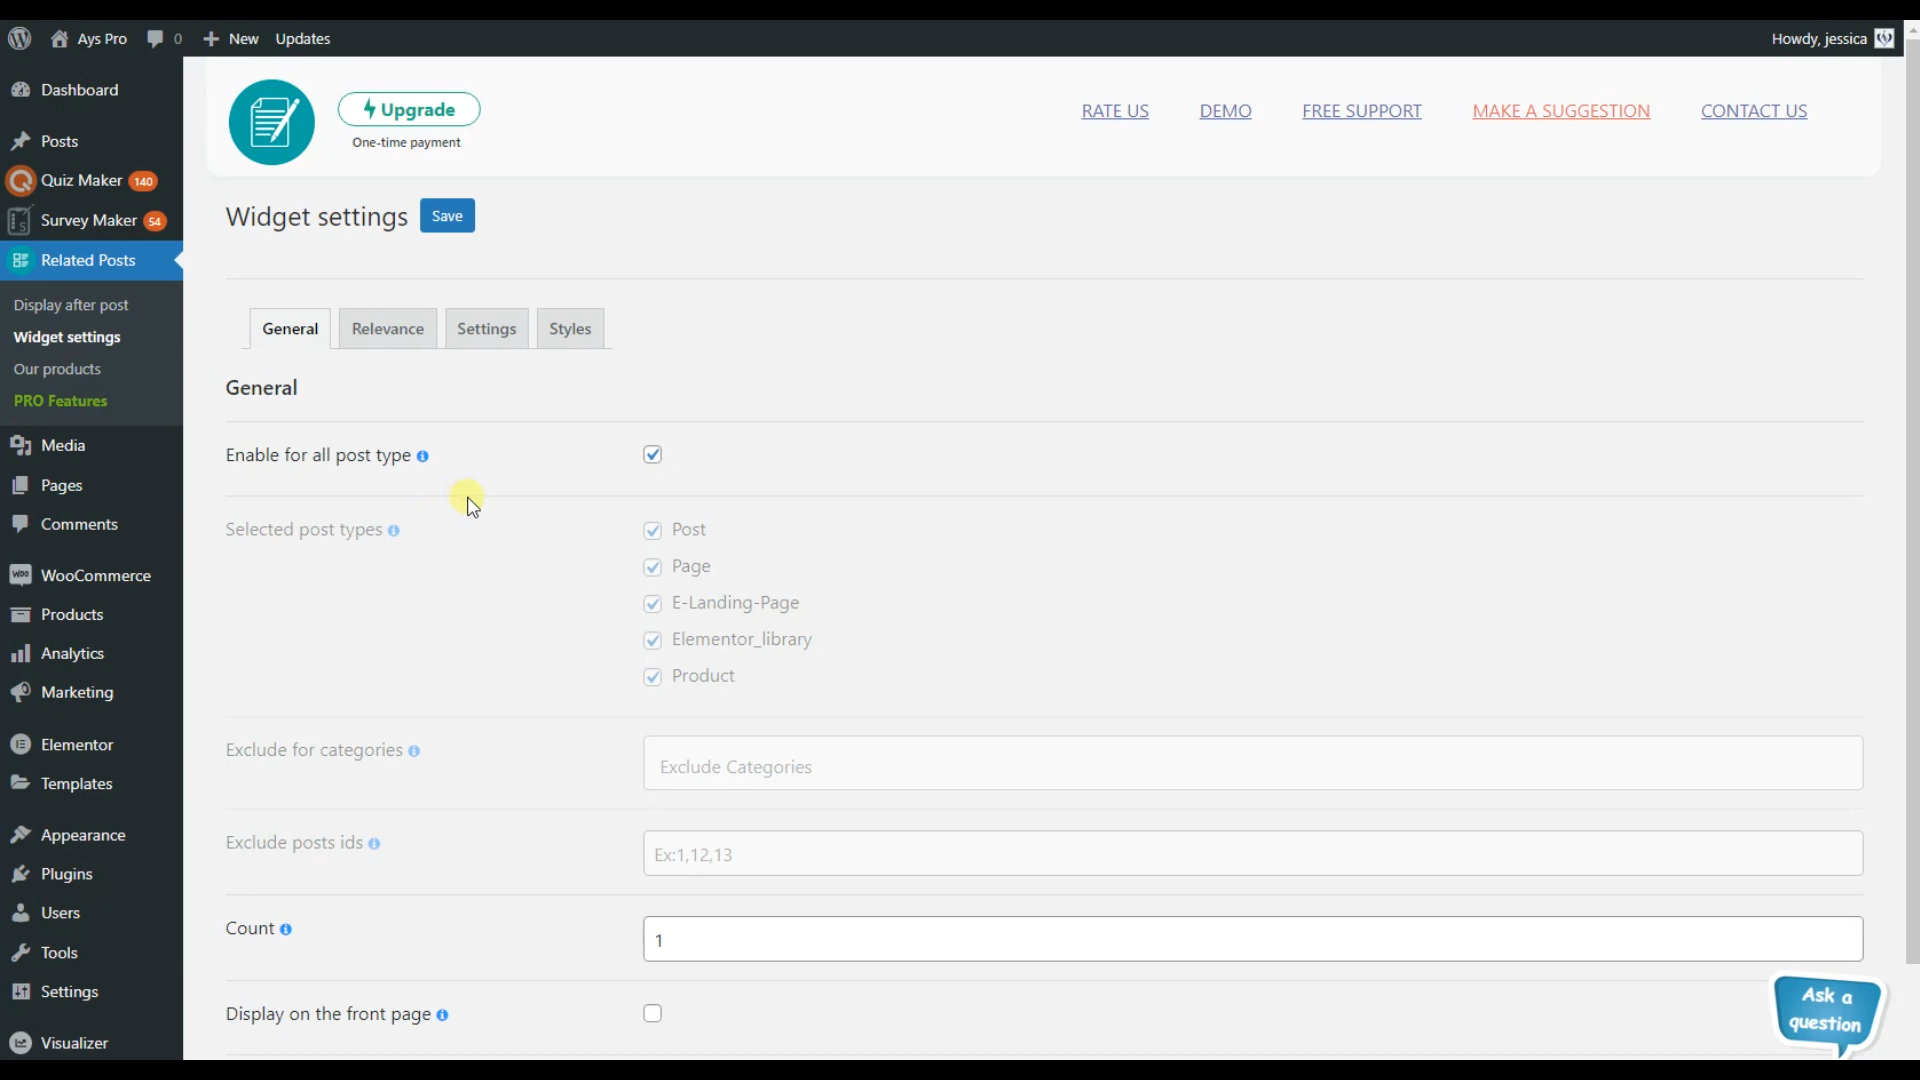 Ays Pro 0 New Updates Howdy, jessica
Dashboard
Posts
Quiz Maker 140
Survey Maker 54
Related Posts
Display after post
Widget settings
Our products
PRO Features
Media
Pages
Comments
WooCommerce
Products
Analytics
Marketing
Elementor
Templates
Appearance
Plugins
Users
Tools
Settings
Visualizer
Upgrade
One-time payment
RATE US DEMO FREE SUPPORT MAKE A SUGGESTION CONTACT US
Widget settings Save
General Relevance Settings Styles
General
Enable for all post type
Selected post types
Post
Page
E-Landing-Page
Elementor_library
Product
Exclude for categories
Exclude Categories
Exclude posts ids
Ex:1,12,13
Count
1
Display on the front page
Ask a
question